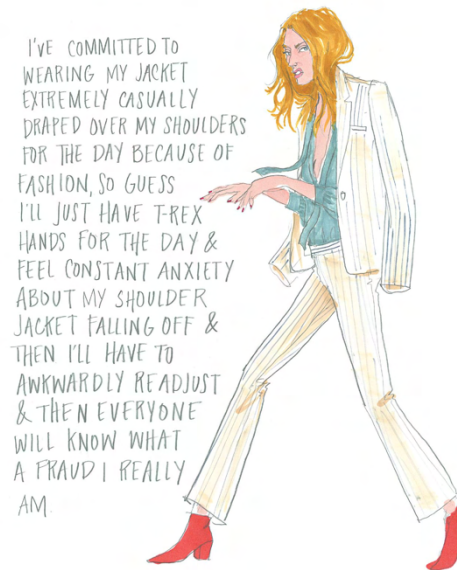 I'VE COMMITTED TO
WEARING MY JACKET
EXTREMELY CASUALLY
DRAPED OVER MY SHOULDERS
FOR THE DAY BECAUSE OF
FASHION, SO GUESS
I'LL JUST HAVE T-REX
HANDS FOR THE DAY &
FEEL CONSTANT ANXIETY
ABOUT MY SHOULDER
JACKET FALLING OFF &
THEN I'LL HAVE TO
AWKWARDLY READJUST
& THEN EVERYONE
WILL KNOW WHAT
A FRAUD I REALLY
AM.